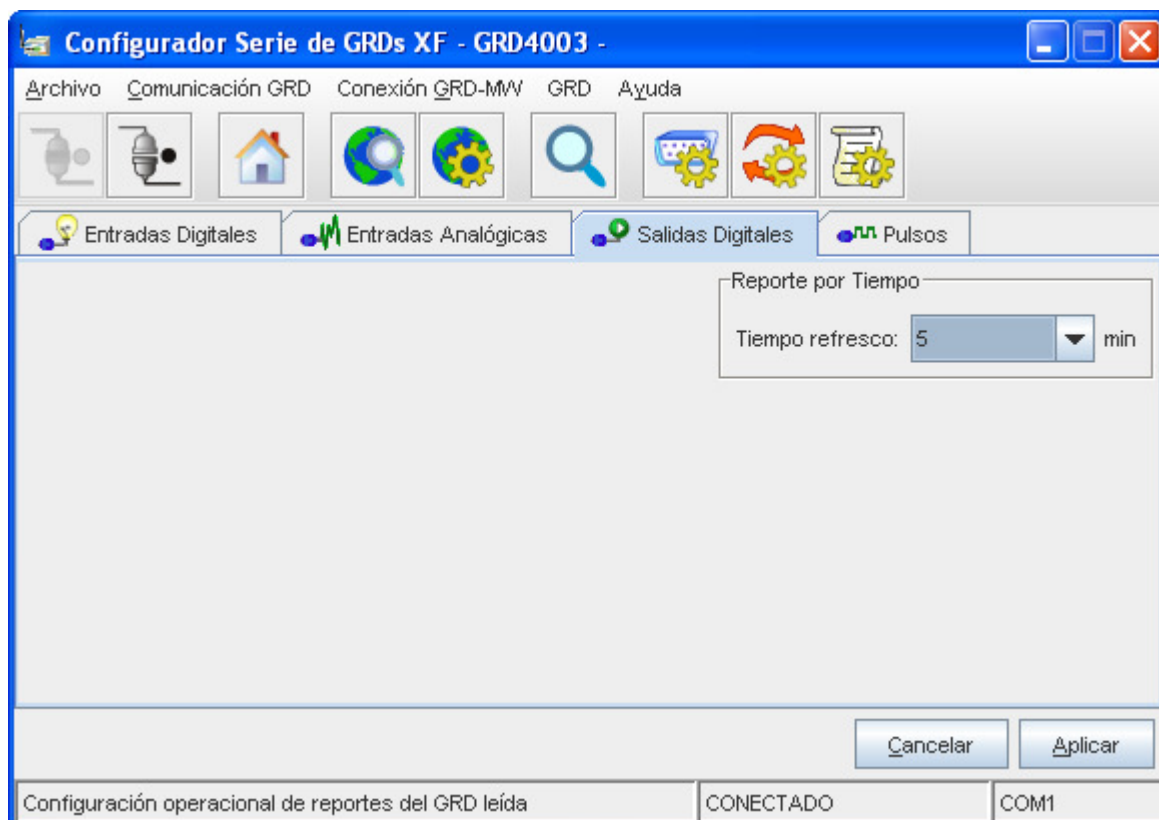 Configurador Serie de GRDs XF - GRD4003 -
Archivo Comunicación GRD Conexión GRD-MW GRD Ayuda
Entradas Digitales Entradas Analógicas Salidas Digitales Pulsos
Reporte por Tiempo
Tiempo refresco: 5 min
Cancelar Aplicar
Configuración operacional de reportes del GRD leída CONECTADO COM1